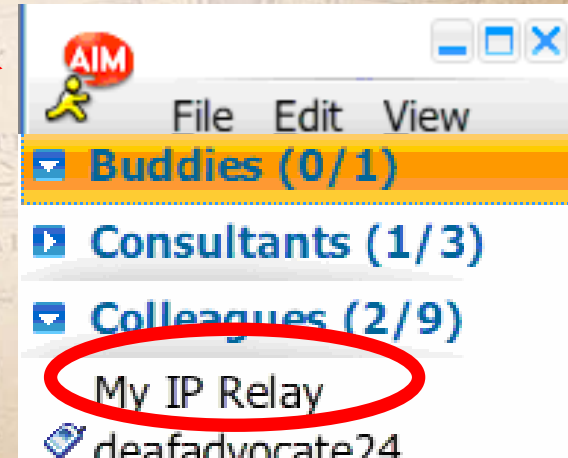 AIM
File Edit View
Buddies (0/1)
Consultants (1/3)
Colleagues (2/9)
My IP Relay
deafadvocate24